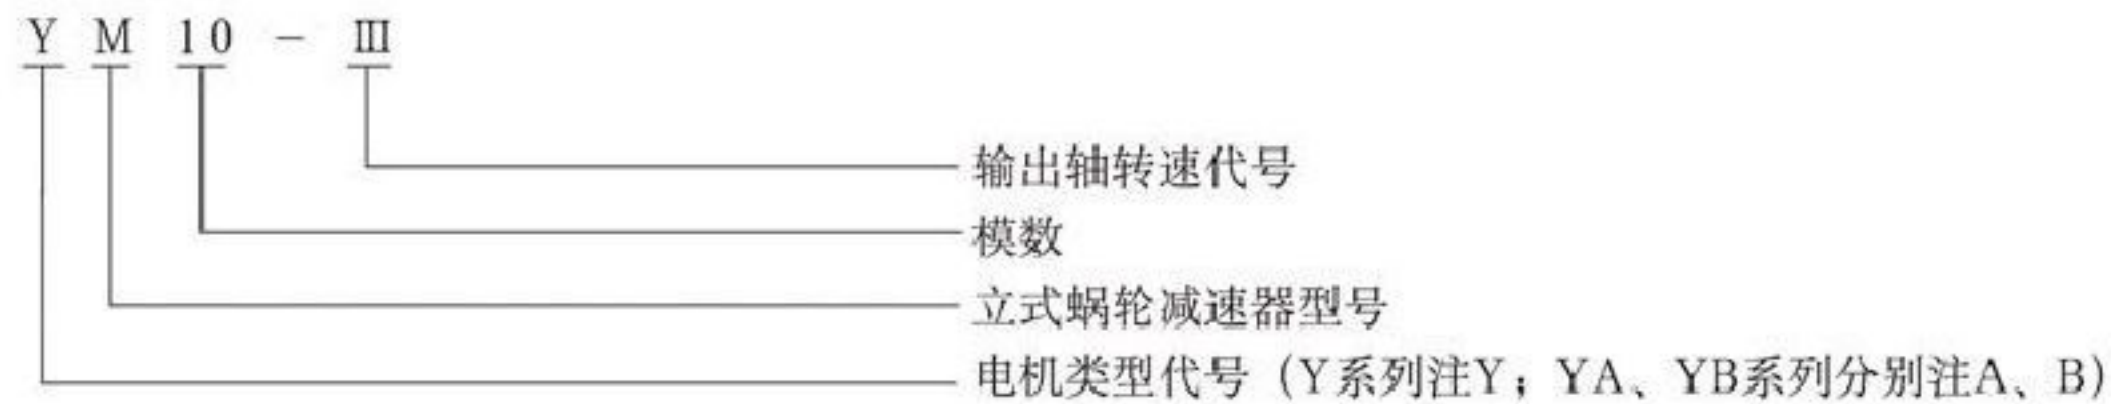 Y M 10 - Ⅲ
输出轴转速代号
模数
立式蜗轮减速器型号
电机类型代号（Y系列注Y；YA、YB系列分别注A、B）